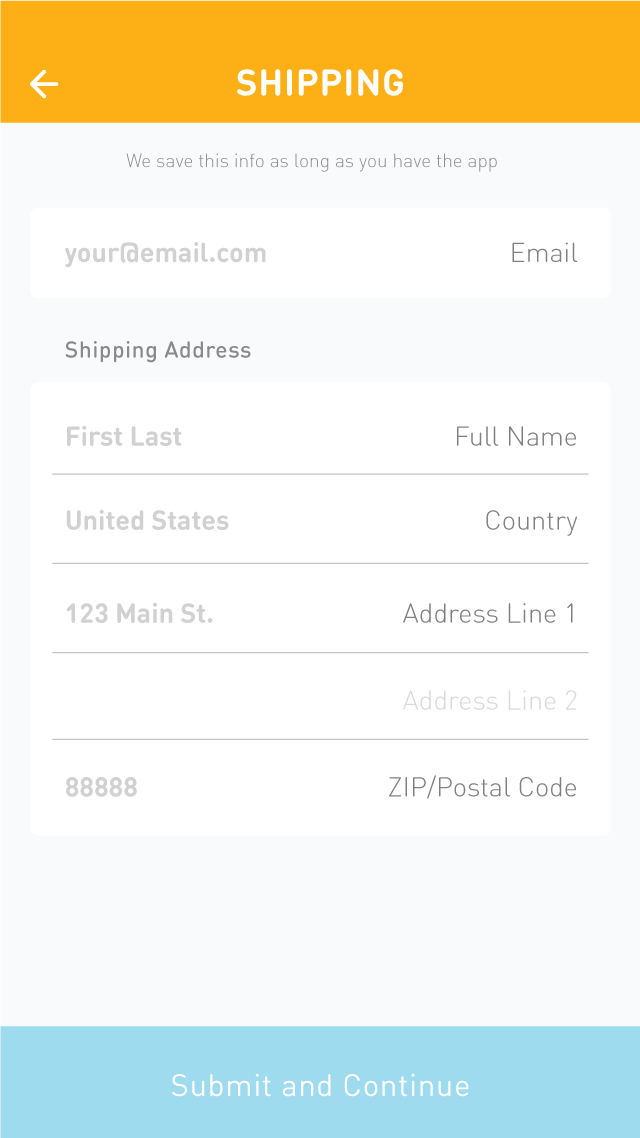 SHIPPING
We save this info as long as you have the app
your@email.com Email
Shipping Address
First Last Full Name
United States Country
123 Main St. Address Line 1
Address Line 2
88888 ZIP/Postal Code
Submit and Continue